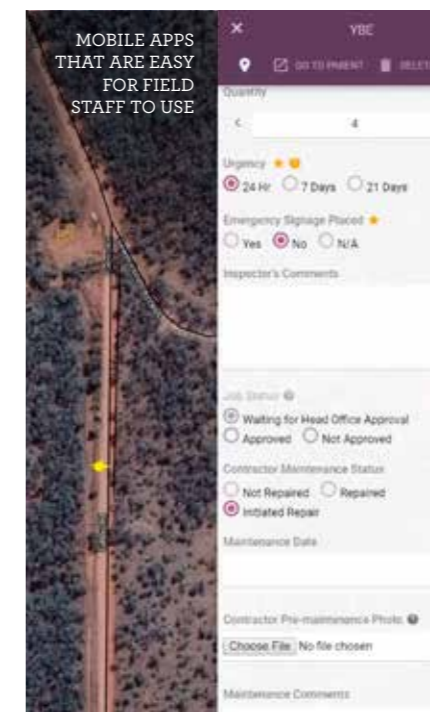 MOBILE APPS
THAT ARE EASY
FOR FIELD
STAFF TO USE
YBE
GO TO PARENT
DELETE
Quantity
4
Urgency
24 Hr 7 Days 21 Days
Emergency Signage Placed
Yes No N/A
Inspector's Comments
Job Status
Waiting for Head Office Approval
Approved Not Approved
Contractor Maintenance Status
Not Repaired Repaired
Initiated Repair
Maintenance Date
Contractor Pre-maintenance Photo
Choose File No file chosen
Maintenance Comments